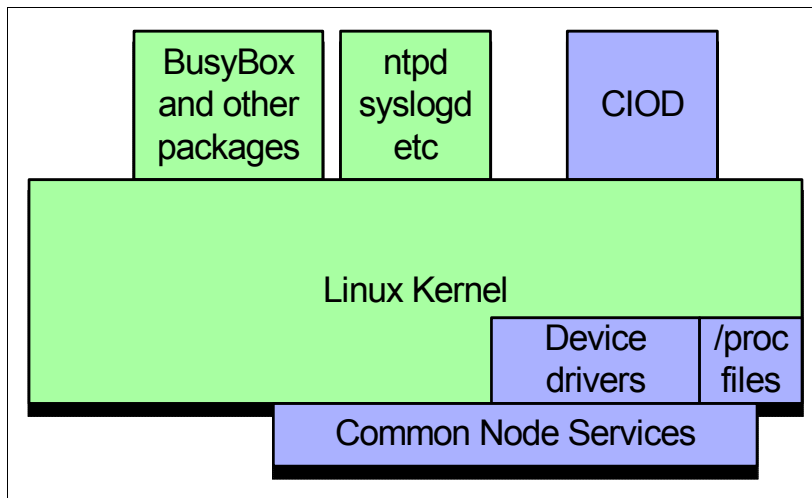 BusyBox
and other
packages
ntpd
syslogd
etc
CIOD
Linux Kernel
Device
drivers
/proc
files
Common Node Services